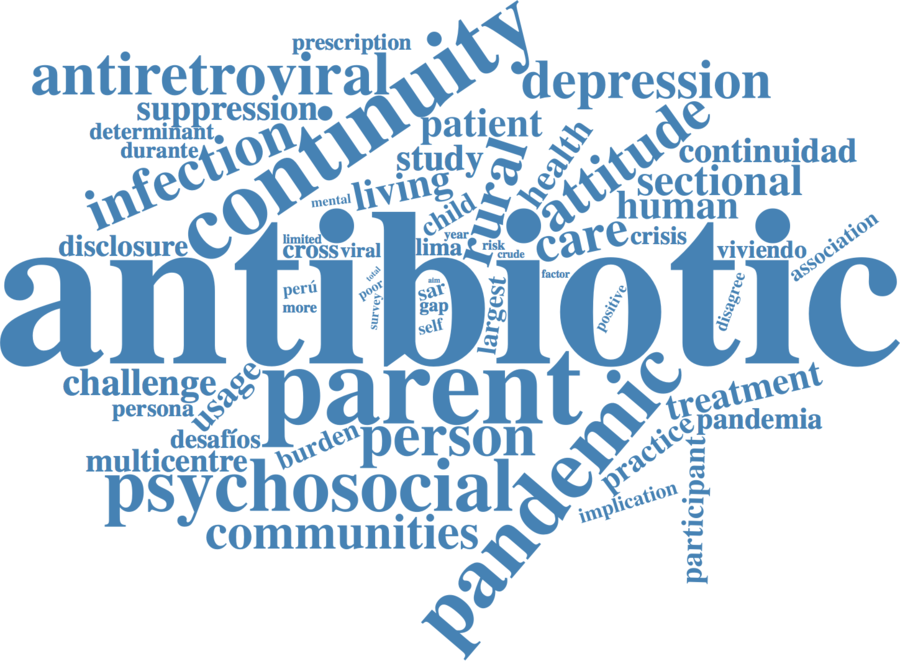 prescription
continuity
antiretroviral
depression
suppression
determinant
durante
infection
patient
study
health
attitude
continuidad
sectional
human
living
mental
child
rural
care
crisis
year
risk
crude
lima
limited
cross
viral
disclosure
viviendo
association
antibiotic
factor
total
poor
perú
more
survey
aim
sar
gap
self
largest
positive
disagree
challenge
usage
persona
parent
pandemic
treatment
pandemia
desafíos
burden
person
practice
multicentre
psychosocial
implication
participant
communities